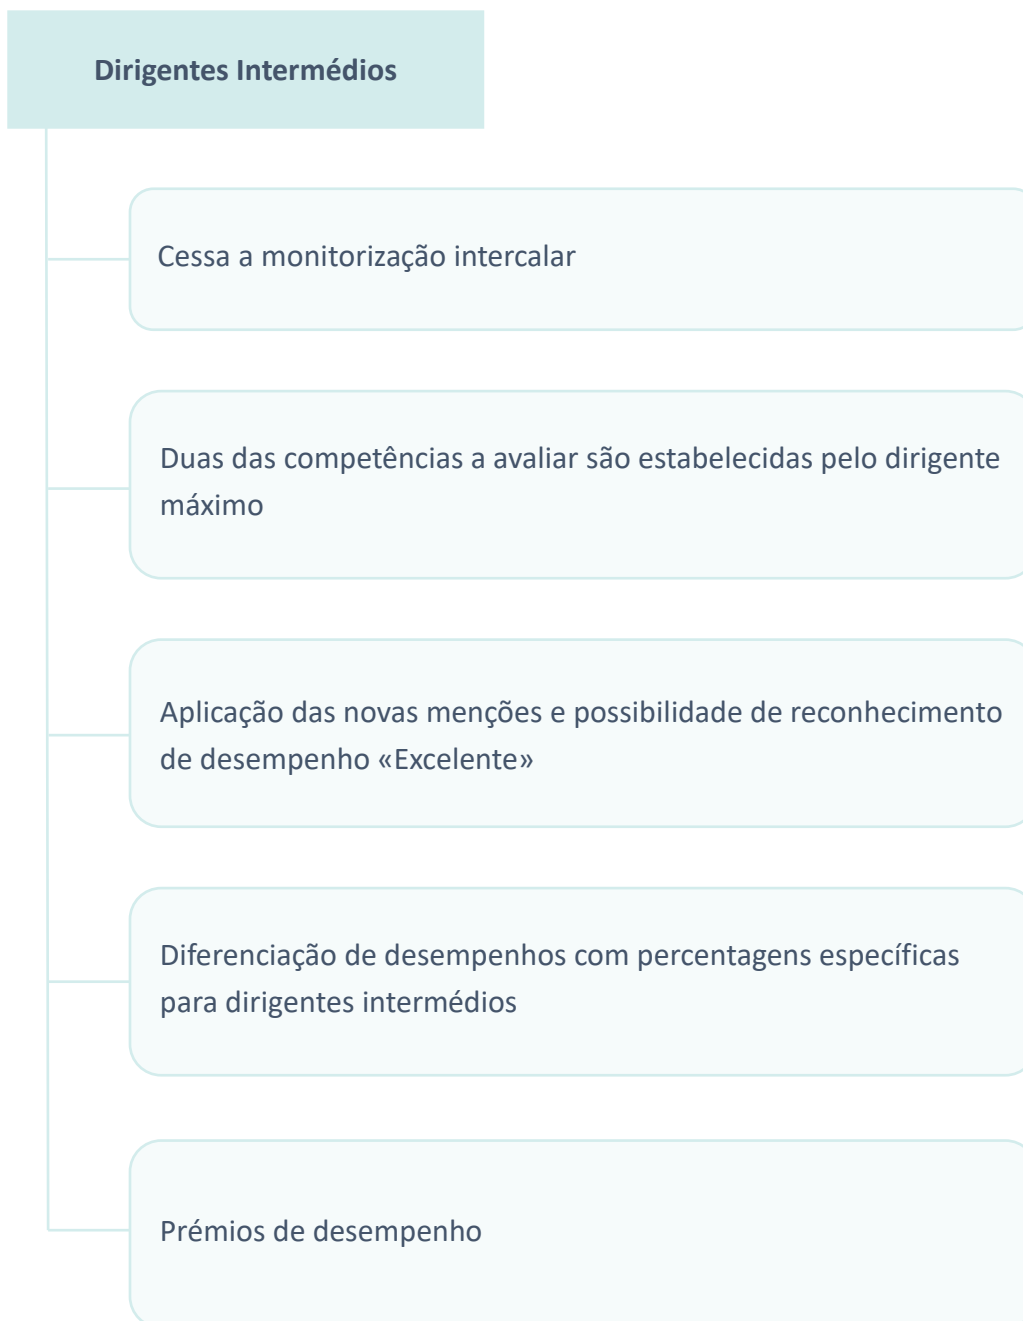 Dirigentes Intermédios
Cessa a monitorização intercalar
Duas das competências a avaliar são estabelecidas pelo dirigente
máximo
Aplicação das novas menções e possibilidade de reconhecimento
de desempenho «Excelente»
Diferenciação de desempenhos com percentagens específicas
para dirigentes intermédios
Prémios de desempenho